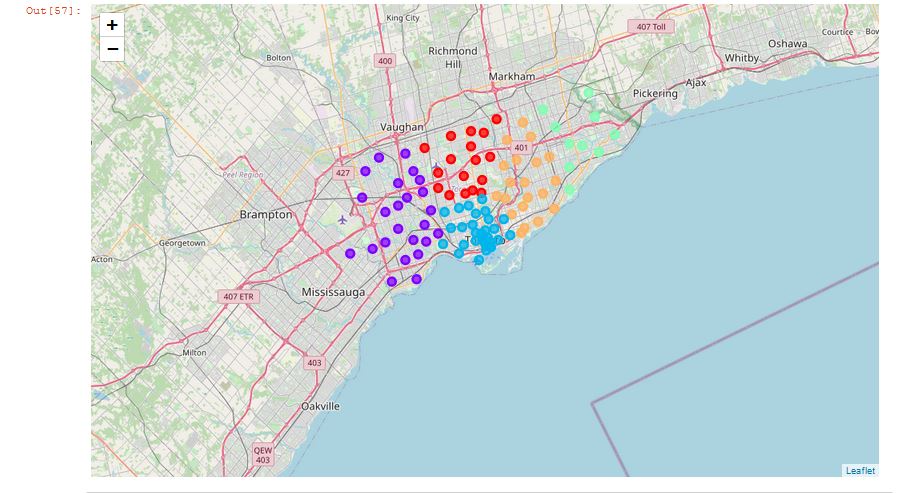 Out[57]:
+
−
King City
407 Toll
Courtice
Bow
Oshawa
Richmond
Hill
Whitby
Bolton
400
Markham
Ajax
Pickering
Vaughan
401
427
Peel Region
Brampton
Georgetown
Acton
Mississauga
407 ETR
Milton
403
Oakville
QEW
403
Leaflet